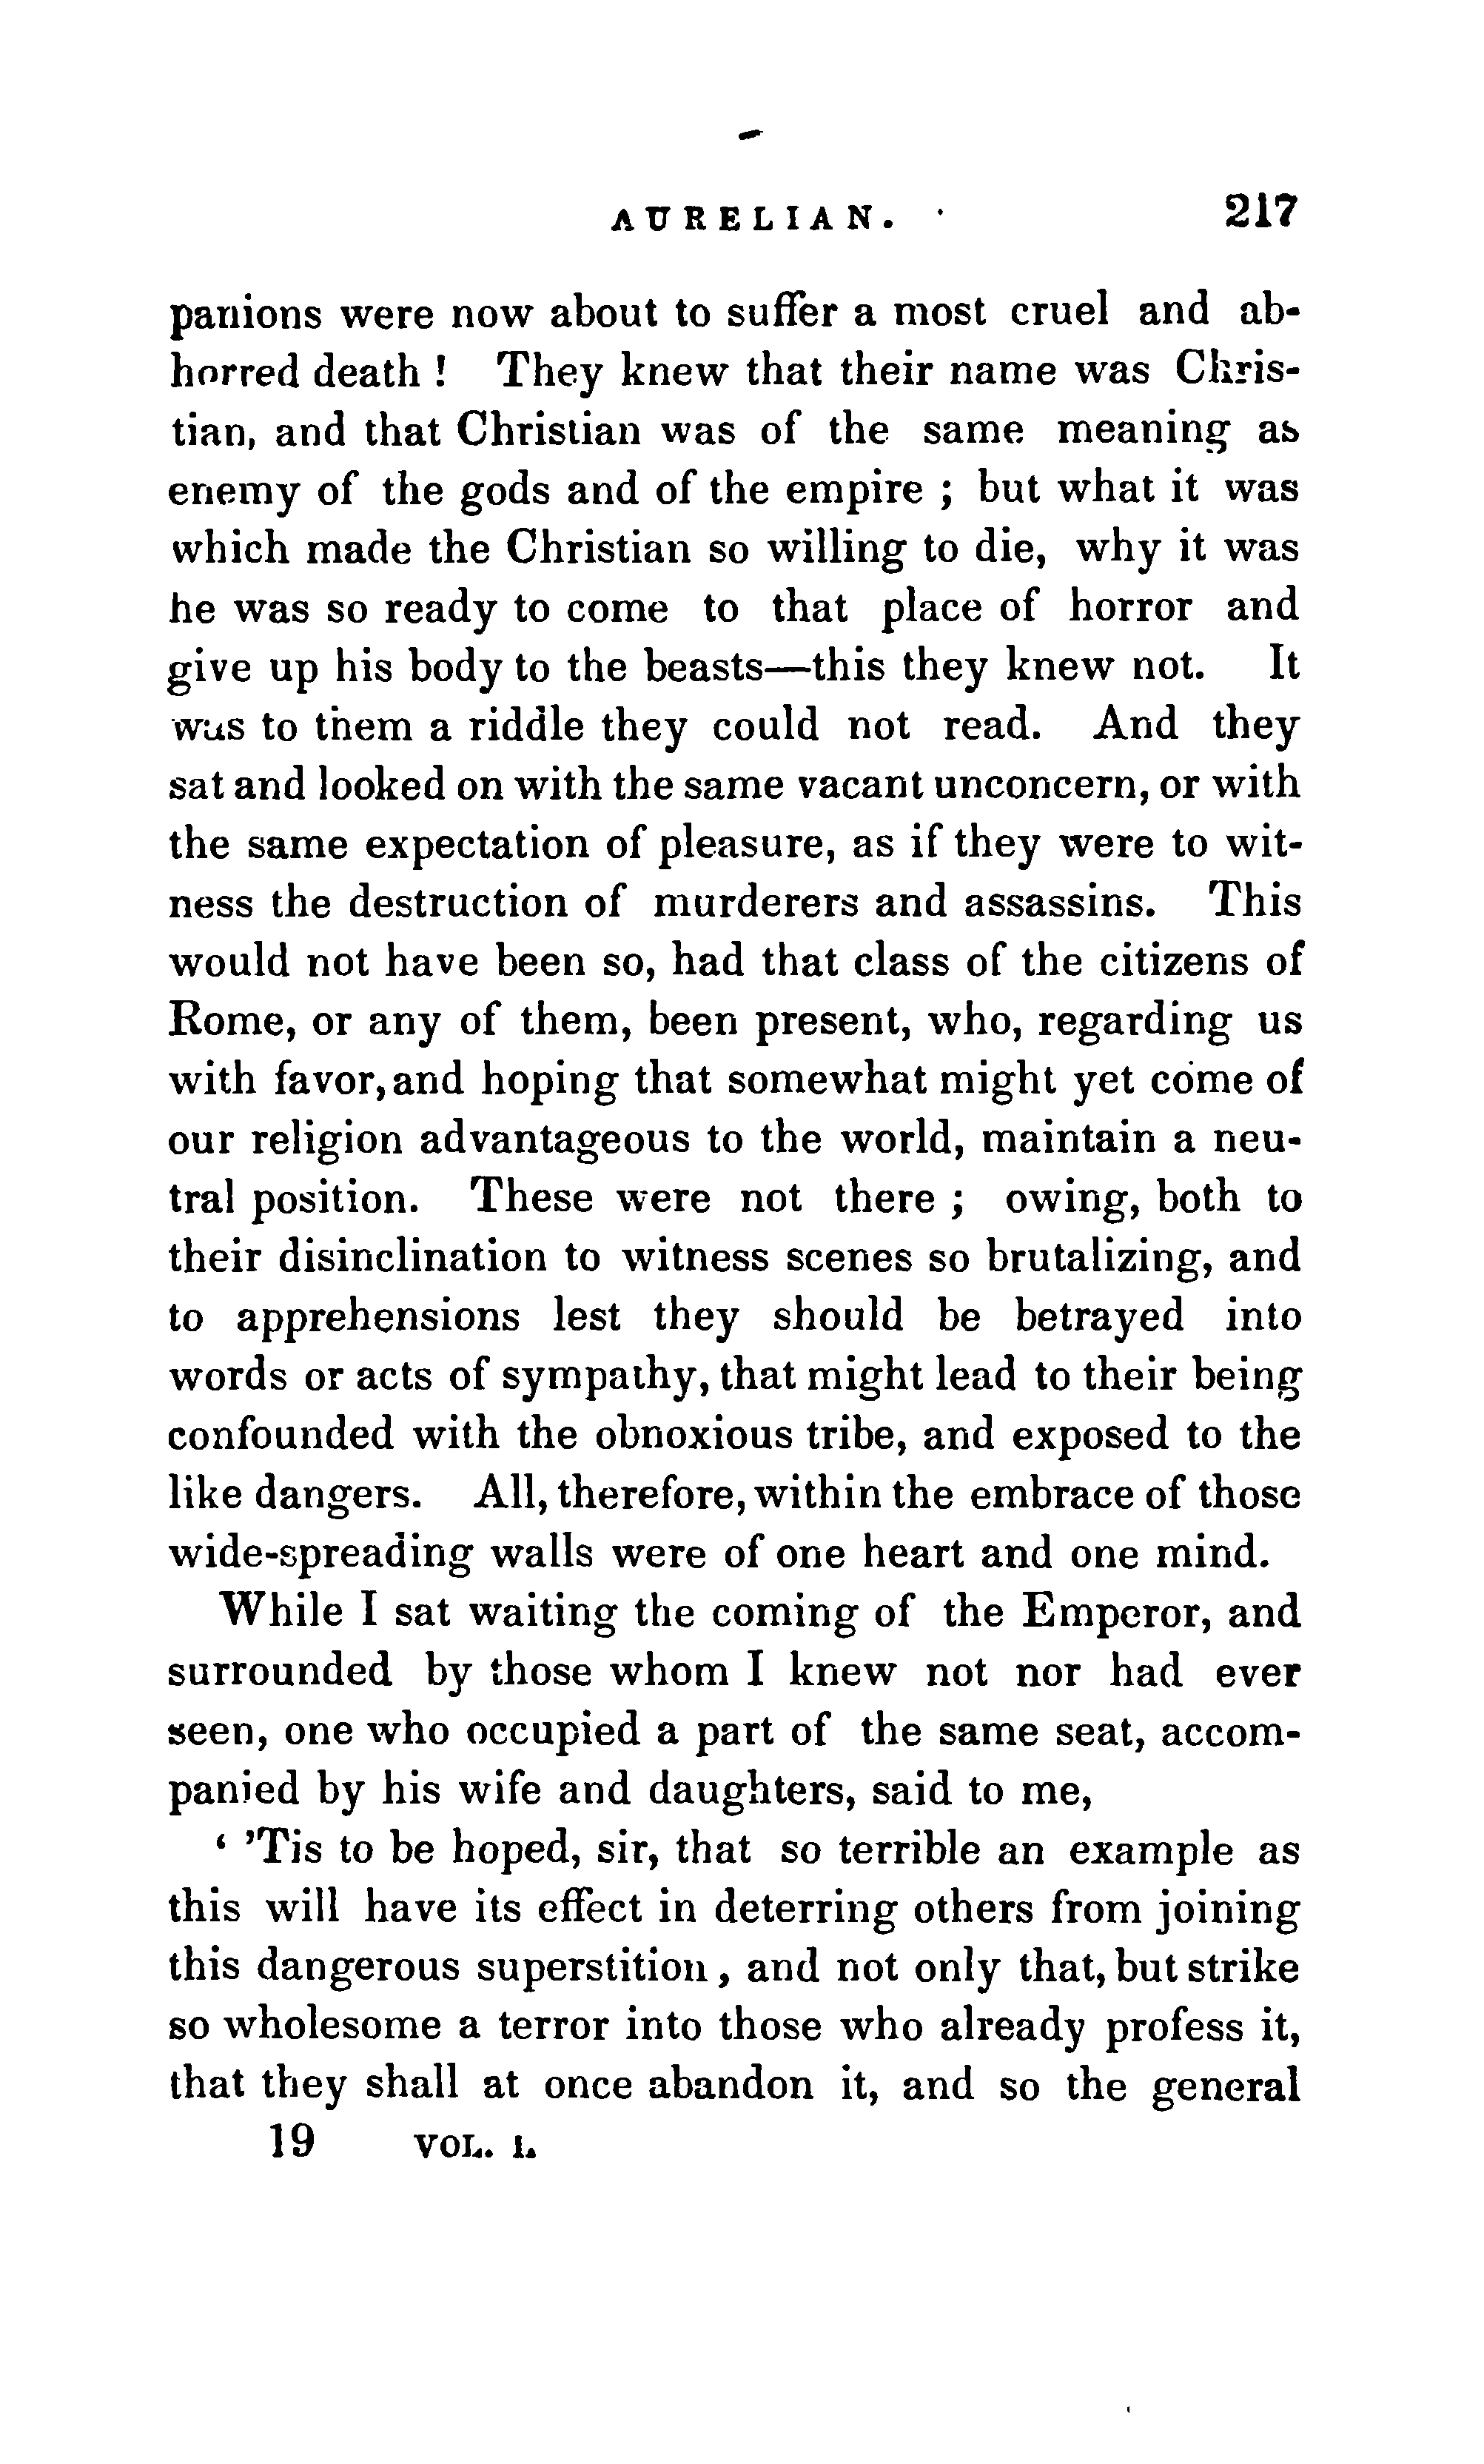 AURELIAN. 217
panions were now about to suffer a most cruel and ab-
horred death ! They knew that their name was Chris-
tian, and that Christian was of the same meaning as
enemy of the gods and of the empire ; but what it was
which made the Christian so willing to die, why it was
he was so ready to come to that place of horror and
give up his body to the beasts—this they knew not. It
was to them a riddle they could not read. And they
sat and looked on with the same vacant unconcern, or with
the same expectation of pleasure, as if they were to wit-
ness the destruction of murderers and assassins. This
would not have been so, had that class of the citizens of
Rome, or any of them, been present, who, regarding us
with favor, and hoping that somewhat might yet come of
our religion advantageous to the world, maintain a neu-
tral position. These were not there ; owing, both to
their disinclination to witness scenes so brutalizing, and
to apprehensions lest they should be betrayed into
words or acts of sympathy, that might lead to their being
confounded with the obnoxious tribe, and exposed to the
like dangers. All, therefore, within the embrace of those
wide-spreading walls were of one heart and one mind.
While I sat waiting the coming of the Emperor, and
surrounded by those whom I knew not nor had ever
seen, one who occupied a part of the same seat, accom-
panied by his wife and daughters, said to me,
‘ ’Tis to be hoped, sir, that so terrible an example as
this will have its effect in deterring others from joining
this dangerous superstition , and not only that, but strike
so wholesome a terror into those who already profess it,
that they shall at once abandon it, and so the general
19 VOL. I.